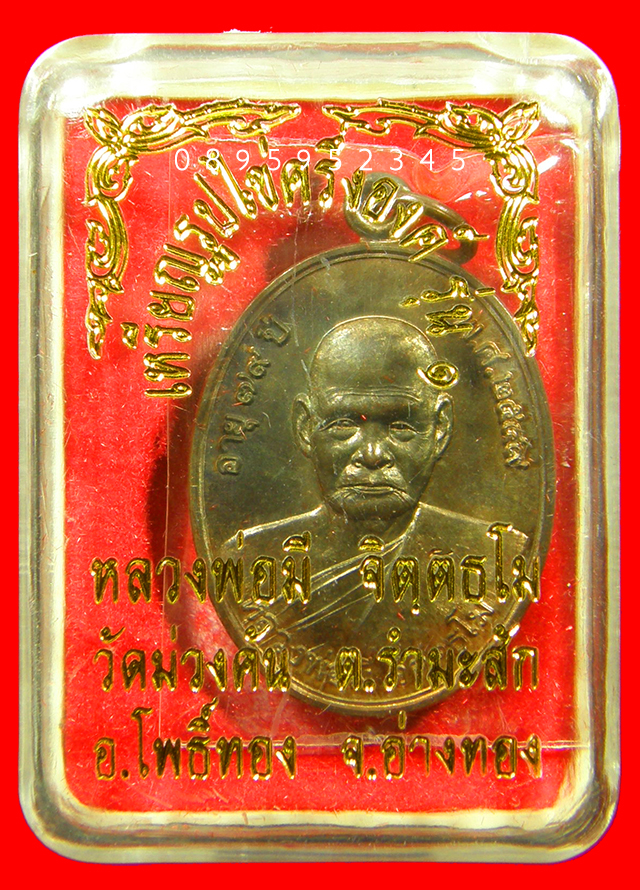 0895952345
เหรียญรูปไข่ครึ่งองค์ รุ่น ๑
อายุ ๗๙ ปี
พ.ศ. ๒๕๕๘
หลวงพ่อมี จิตฺตธโม
วัดม่วงคัน ต.รำมะสัก
อ.โพธิ์ทอง จ.อ่างทอง